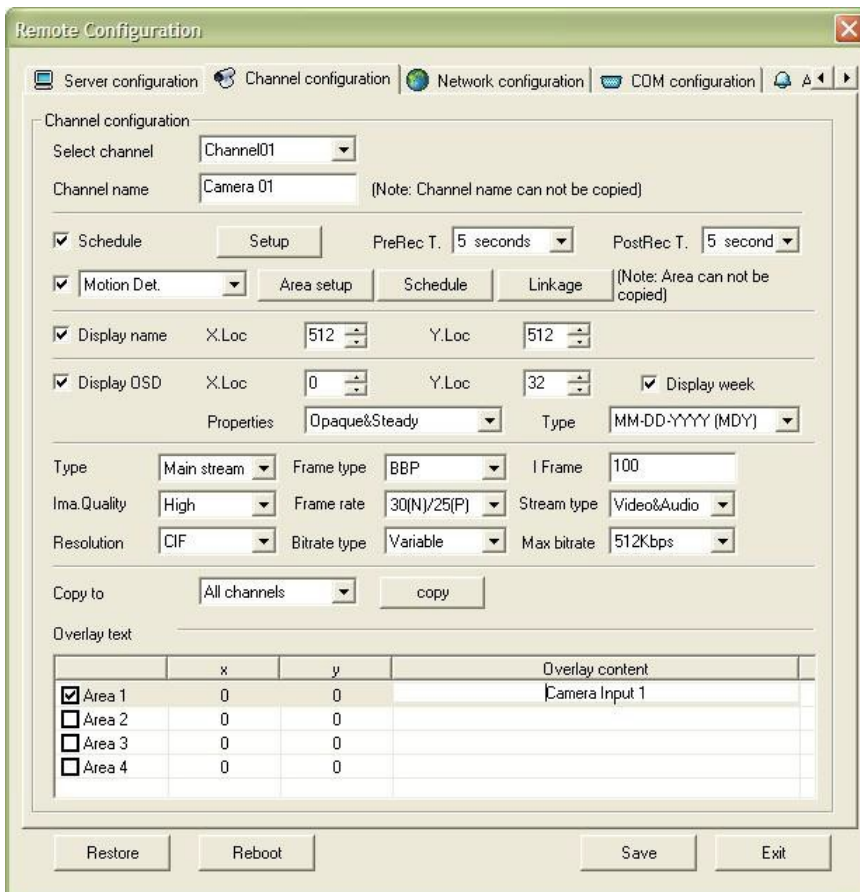 Remote Configuration
Server configuration Channel configuration Network configuration COM configuration A
Channel configuration
Select channel Channel01
Channel name Camera 01 (Note: Channel name can not be copied)
Schedule Setup PreRec T. 5 seconds PostRec T. 5 second
Motion Det. Area setup Schedule Linkage (Note: Area can not be
copied)
Display name X.Loc 512 Y.Loc 512
Display OSD X.Loc 0 Y.Loc 32 Display week
Properties Opaque&Steady Type MM-DD-YYYY (MDY)
Type Main stream Frame type BBP I Frame 100
Ima.Quality High Frame rate 30(N)/25(P) Stream type Video&Audio
Resolution CIF Bitrate type Variable Max bitrate 512Kbps
Copy to All channels copy
Overlay text
x y Overlay content
Area 1 0 0 Camera Input 1
Area 2 0 0
Area 3 0 0
Area 4 0 0
Restore Reboot Save Exit